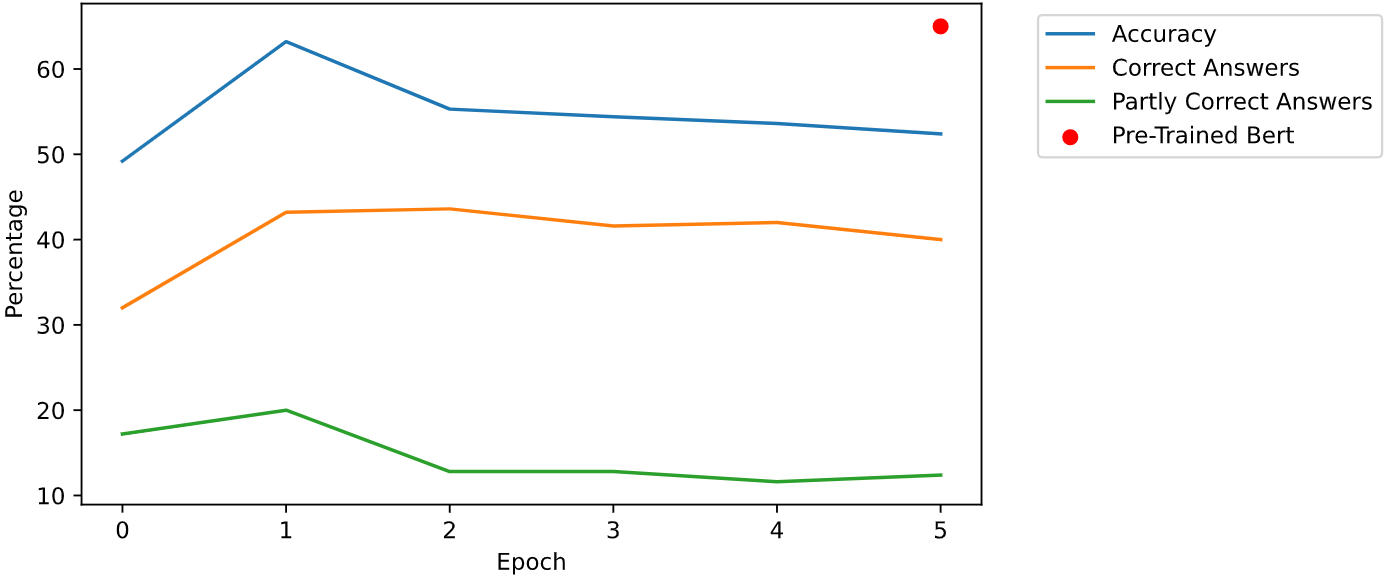 60
50
40
30
20
10
Percentage
0 1 2 3 4 5
Epoch
Accuracy
Correct Answers
Partly Correct Answers
Pre-Trained Bert